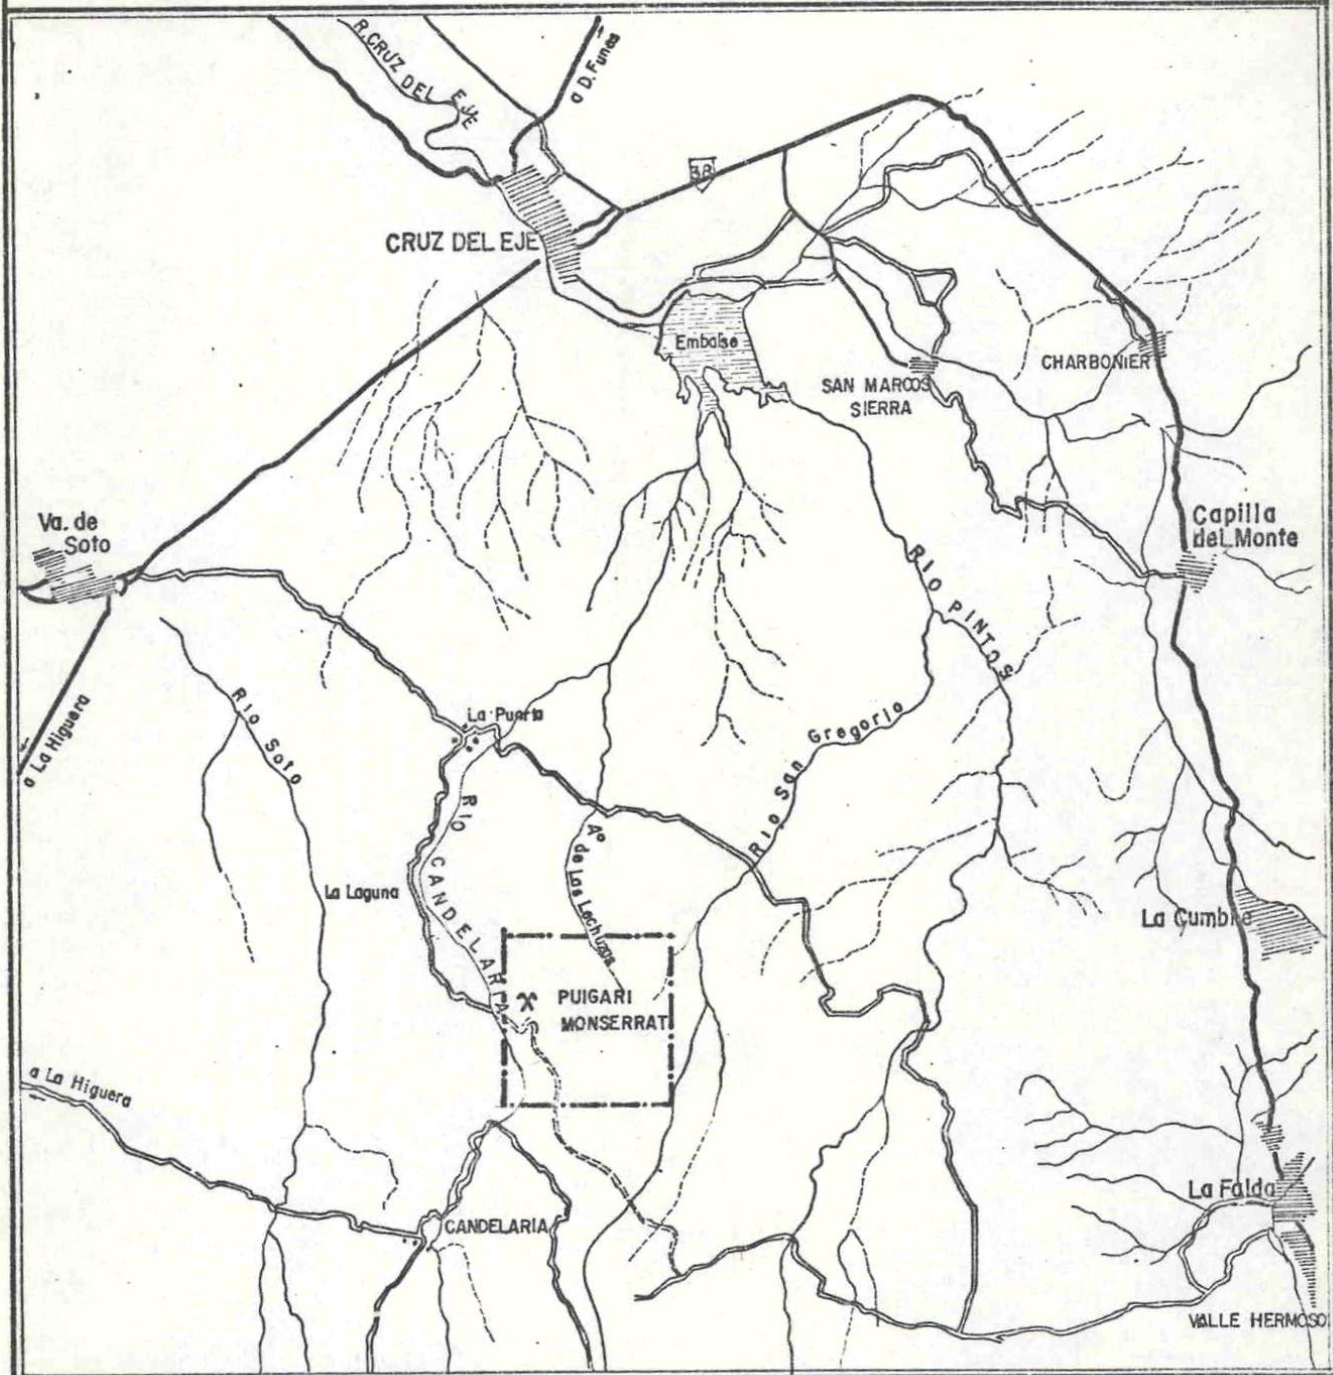 R. CRUZ DEL EJE
a D. Funes
38
CRUZ DEL EJE
Embalse
CHARBONIER
SAN MARCOS
SIERRA
Va. de
Soto
Capilla
del Monte
RIO PINTOS
a La Higuera
RIO Soto
La Puerta
RIO San Gregorio
RIO CANDELARIA
Aº de Las Lechuzas
La Laguna
La Cumbre
PUIGARI
MONSERRAT
a La Higuera
CANDELARIA
La Falda
VALLE HERMOSO